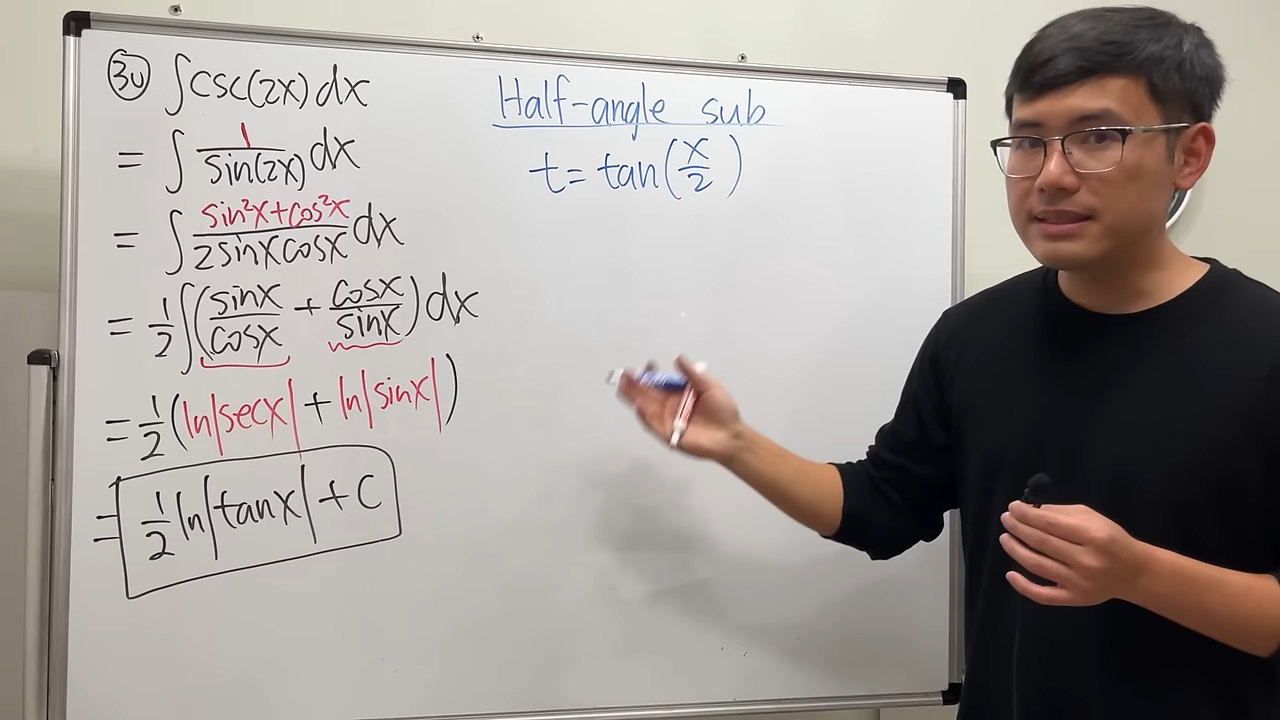 30 ∫csc(2x)dx
= ∫ 1/sin(2x) dx
= ∫ sin²x+cos²x/2sinxcosx dx
= 1/2 ∫(sinx/cosx + cosx/sinx)dx
= 1/2(ln|secx| + ln|sinx|)
= 1/2 ln|tanx| + C
Half-angle sub
t = tan(x/2)